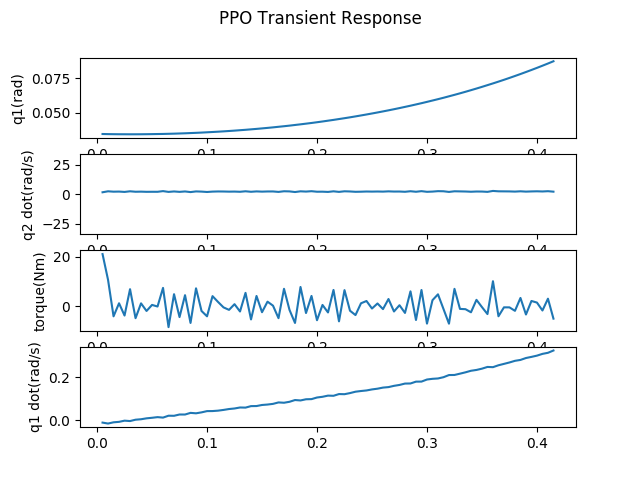 PPO Transient Response
q1(rad)
0.075
0.050
0.0 0.1 0.2 0.3 0.4
q2 dot(rad/s)
25
0
−25
0.0 0.1 0.2 0.3 0.4
torque(Nm)
20
0
0.0 0.1 0.2 0.3 0.4
q1 dot(rad/s)
0.2
0.0
0.0 0.1 0.2 0.3 0.4